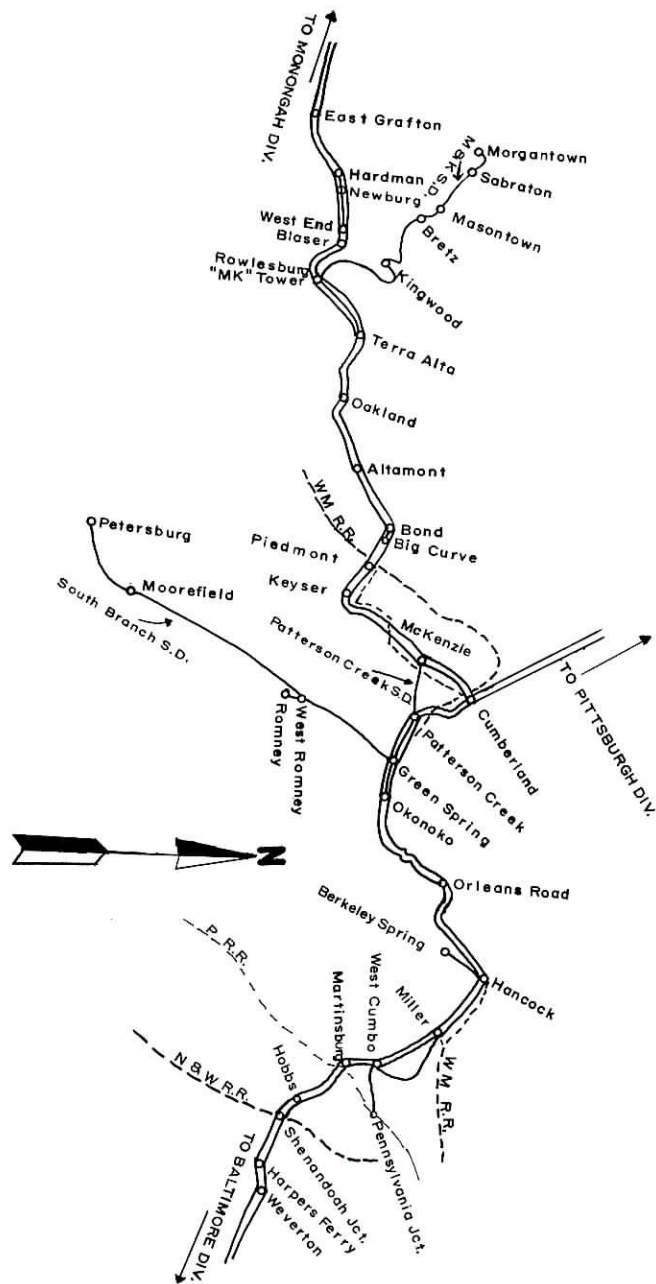 TO MONONGAH DIV.
East Grafton
Hardman
Newburg
West End
Blaser
Rowlesburg
"MK" Tower
M & K S.D.
Morgantown
Sabraton
Masontown
Bretz
Kingwood
Terra Alta
Oakland
Altamont
WM R.R.
Bond
Big Curve
Piedmont
Keyser
McKenzie
Patterson Creek S.D.
Petersburg
Moorefield
South Branch S.D.
Romney
West Romney
Cumberland
TO PITTSBURGH DIV.
Patterson Creek
Green Spring
Okonoko
Orleans Road
N
Berkeley Spring
Hancock
Miller
WM R.R.
West Cumbo
Martinsburg
P. R.R.
Hobbs
N & W R.R.
Pennsylvania Jct.
Shenandoah Jct.
Harpers Ferry
Weverton
TO BALTIMORE DIV.